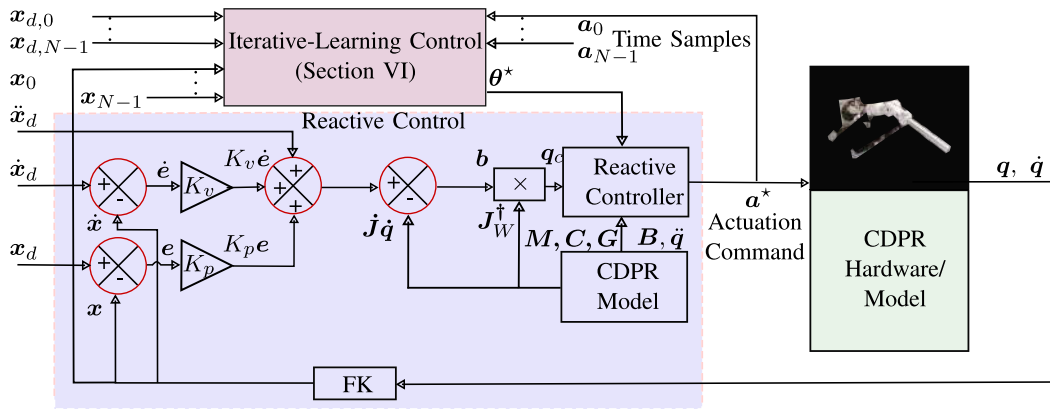 x_{d,0}
x_{d,N−1}
x_0
x_{N−1}
Iterative-Learning Control
(Section VI)
a_0
a_{N−1}
Time Samples
θ^⋆
Reactive Control
ẍ_d
ẋ_d
x_d
+
-
ẋ
ė
K_v
K_v ė
+
-
x
e
K_p
K_p e
+
+
+
+
-
J̇q̇
b
×
J_W^†
q_c
Reactive
Controller
M, C, G
B, q̈
CDPR
Model
a^⋆
Actuation
Command
CDPR
Hardware/
Model
q, q̇
FK